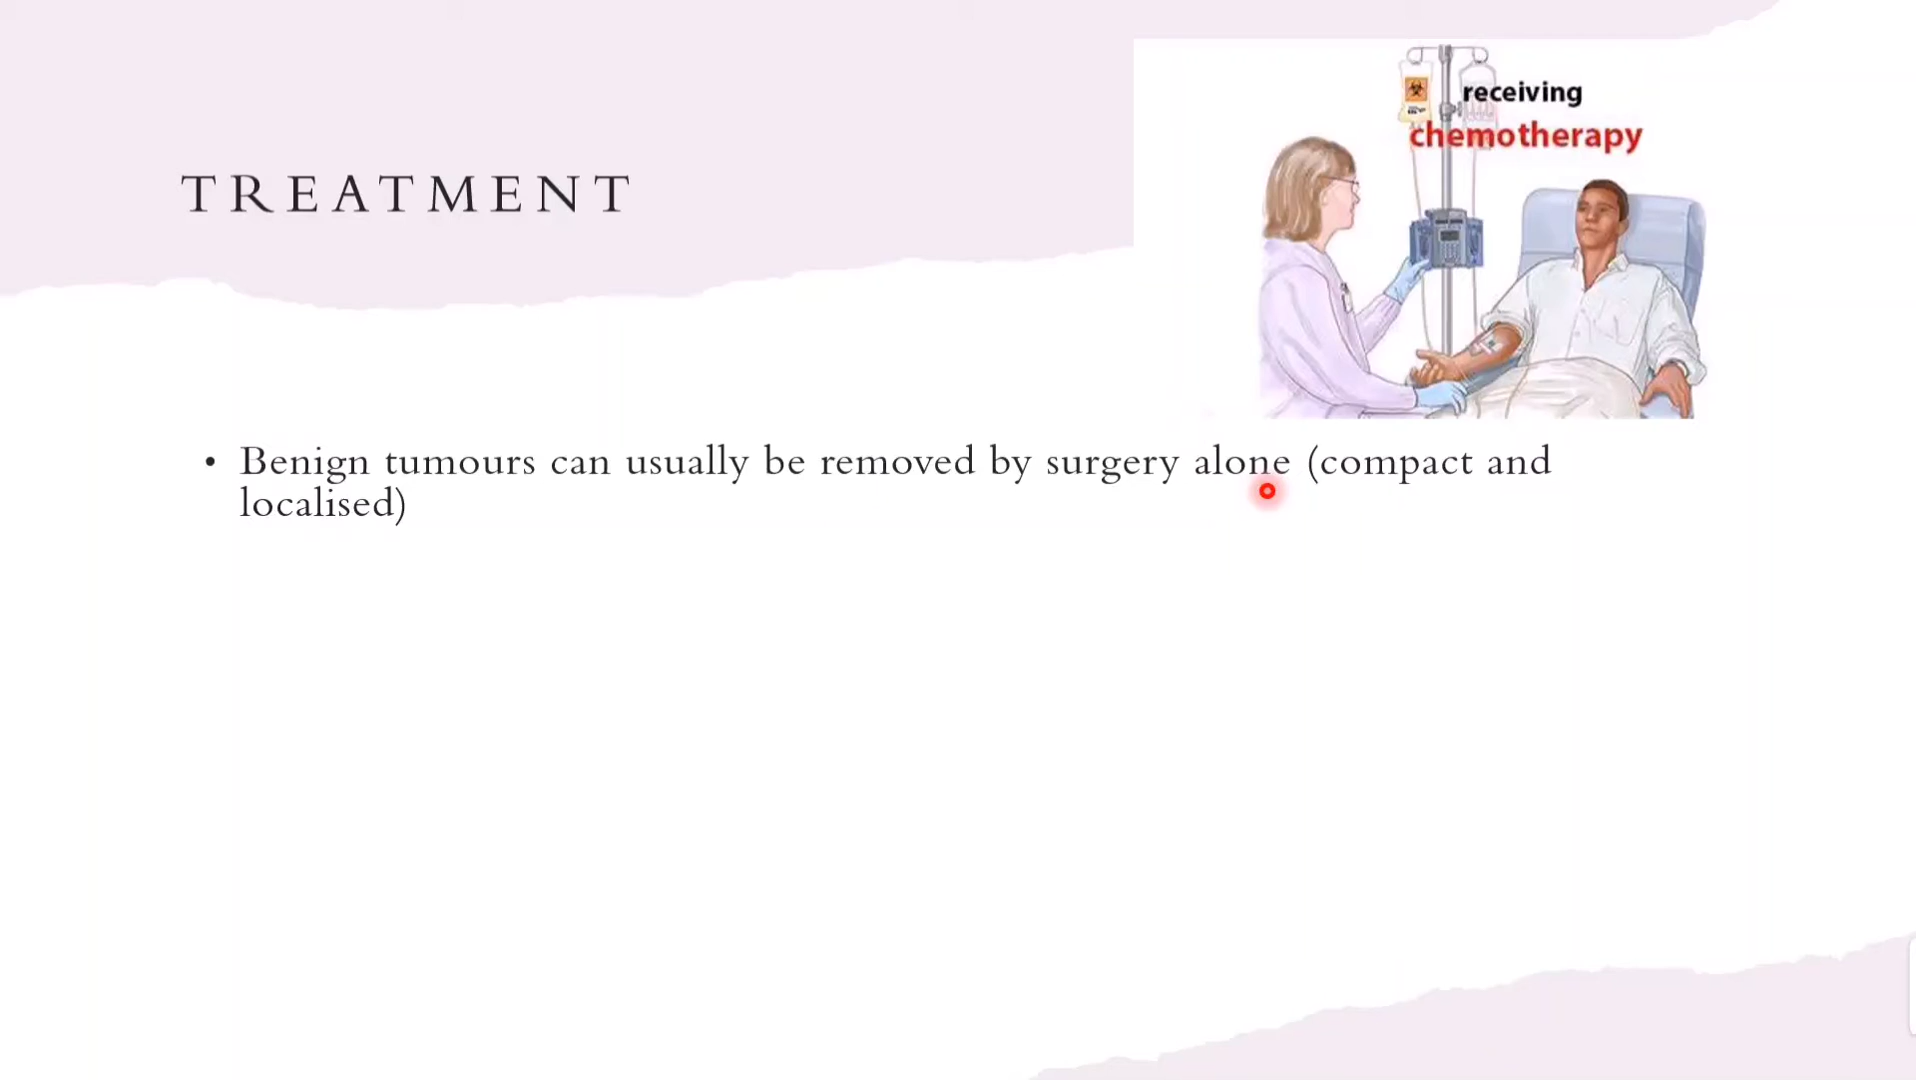 receiving
chemotherapy
TREATMENT
• Benign tumours can usually be removed by surgery alone (compact and
localised)